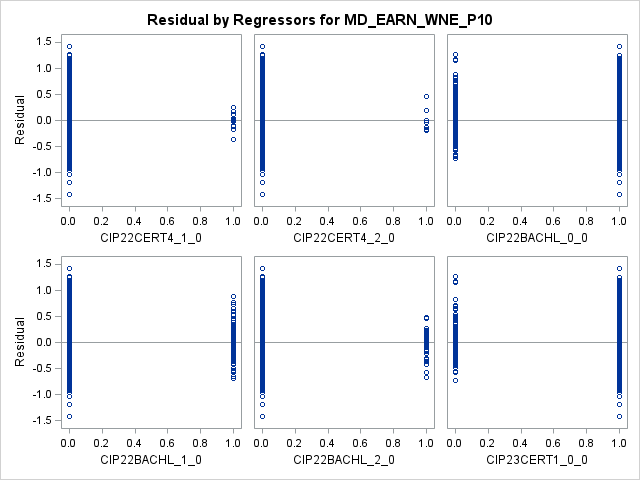 Residual by Regressors for MD_EARN_WNE_P10
1.5
1.0
0.5
0.0
-0.5
-1.0
-1.5
Residual
0.0 0.2 0.4 0.6 0.8 1.0
CIP22CERT4_1_0
0.0 0.2 0.4 0.6 0.8 1.0
CIP22CERT4_2_0
0.0 0.2 0.4 0.6 0.8 1.0
CIP22BACHL_0_0
1.5
1.0
0.5
0.0
-0.5
-1.0
-1.5
Residual
0.0 0.2 0.4 0.6 0.8 1.0
CIP22BACHL_1_0
0.0 0.2 0.4 0.6 0.8 1.0
CIP22BACHL_2_0
0.0 0.2 0.4 0.6 0.8 1.0
CIP23CERT1_0_0